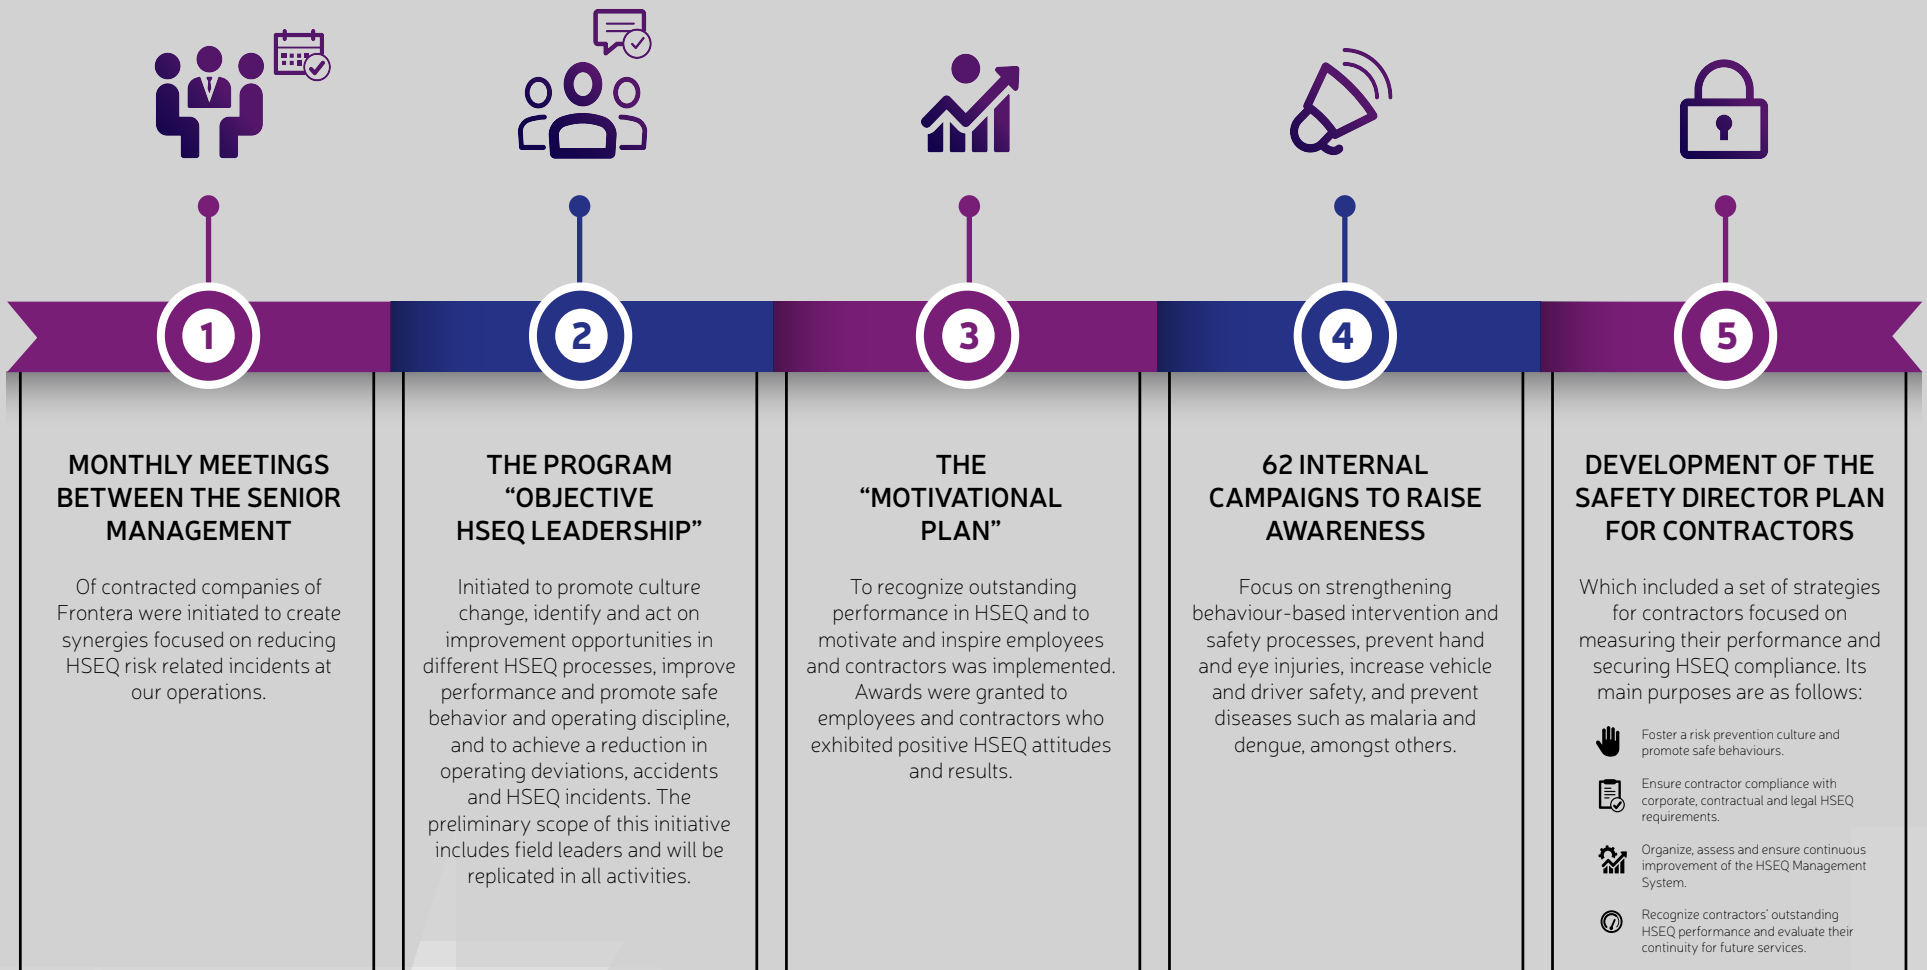 1
MONTHLY MEETINGS
BETWEEN THE SENIOR
MANAGEMENT
Of contracted companies of
Frontera were initiated to create
synergies focused on reducing
HSEQ risk related incidents at
our operations.
2
THE PROGRAM
“OBJECTIVE
HSEQ LEADERSHIP”
Initiated to promote culture
change, identify and act on
improvement opportunities in
different HSEQ processes, improve
performance and promote safe
behavior and operating discipline,
and to achieve a reduction in
operating deviations, accidents
and HSEQ incidents. The
preliminary scope of this initiative
includes field leaders and will be
replicated in all activities.
3
THE
“MOTIVATIONAL
PLAN”
To recognize outstanding
performance in HSEQ and to
motivate and inspire employees
and contractors was implemented.
Awards were granted to
employees and contractors who
exhibited positive HSEQ attitudes
and results.
4
62 INTERNAL
CAMPAIGNS TO RAISE
AWARENESS
Focus on strengthening
behaviour-based intervention and
safety processes, prevent hand
and eye injuries, increase vehicle
and driver safety, and prevent
diseases such as malaria and
dengue, amongst others.
5
DEVELOPMENT OF THE
SAFETY DIRECTOR PLAN
FOR CONTRACTORS
Which included a set of strategies
for contractors focused on
measuring their performance and
securing HSEQ compliance. Its
main purposes are as follows:
Foster a risk prevention culture and
promote safe behaviours.
Ensure contractor compliance with
corporate, contractual and legal HSEQ
requirements.
Organize, assess and ensure continuous
improvement of the HSEQ Management
System.
Recognize contractors' outstanding
HSEQ performance and evaluate their
continuity for future services.